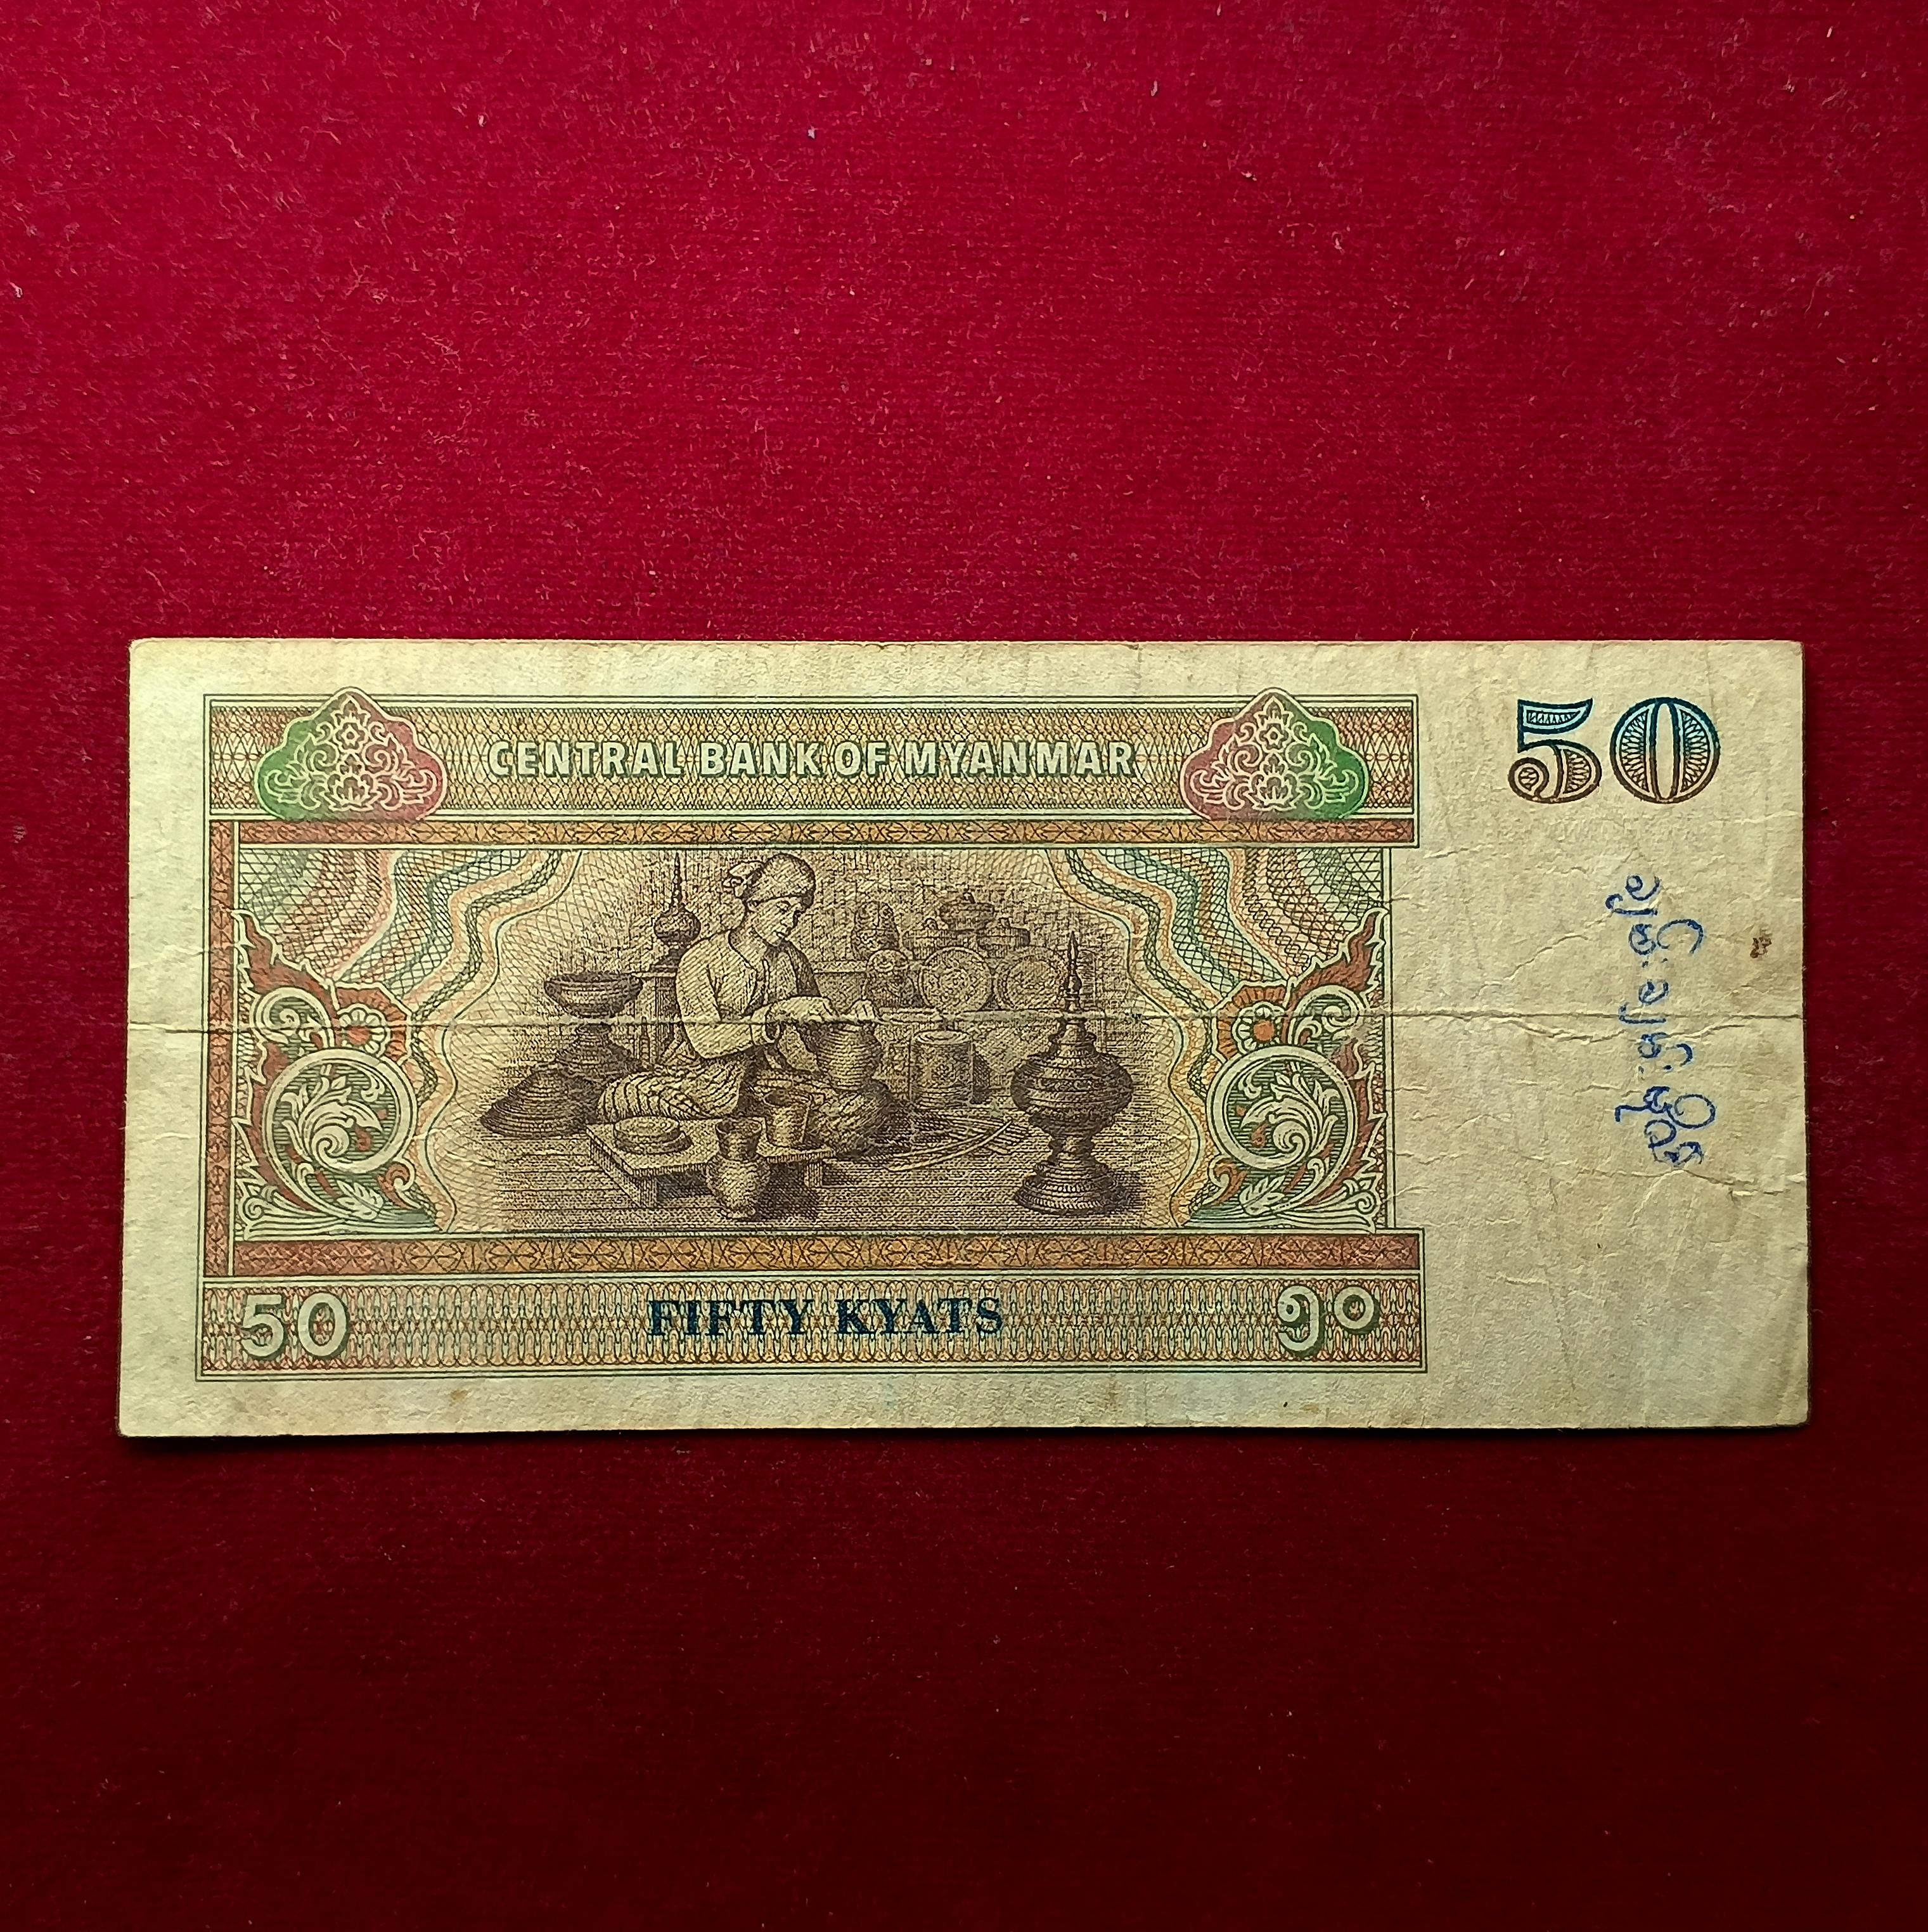 CENTRAL BANK OF MYANMAR
50
50
FIFTY KYATS
၅၀